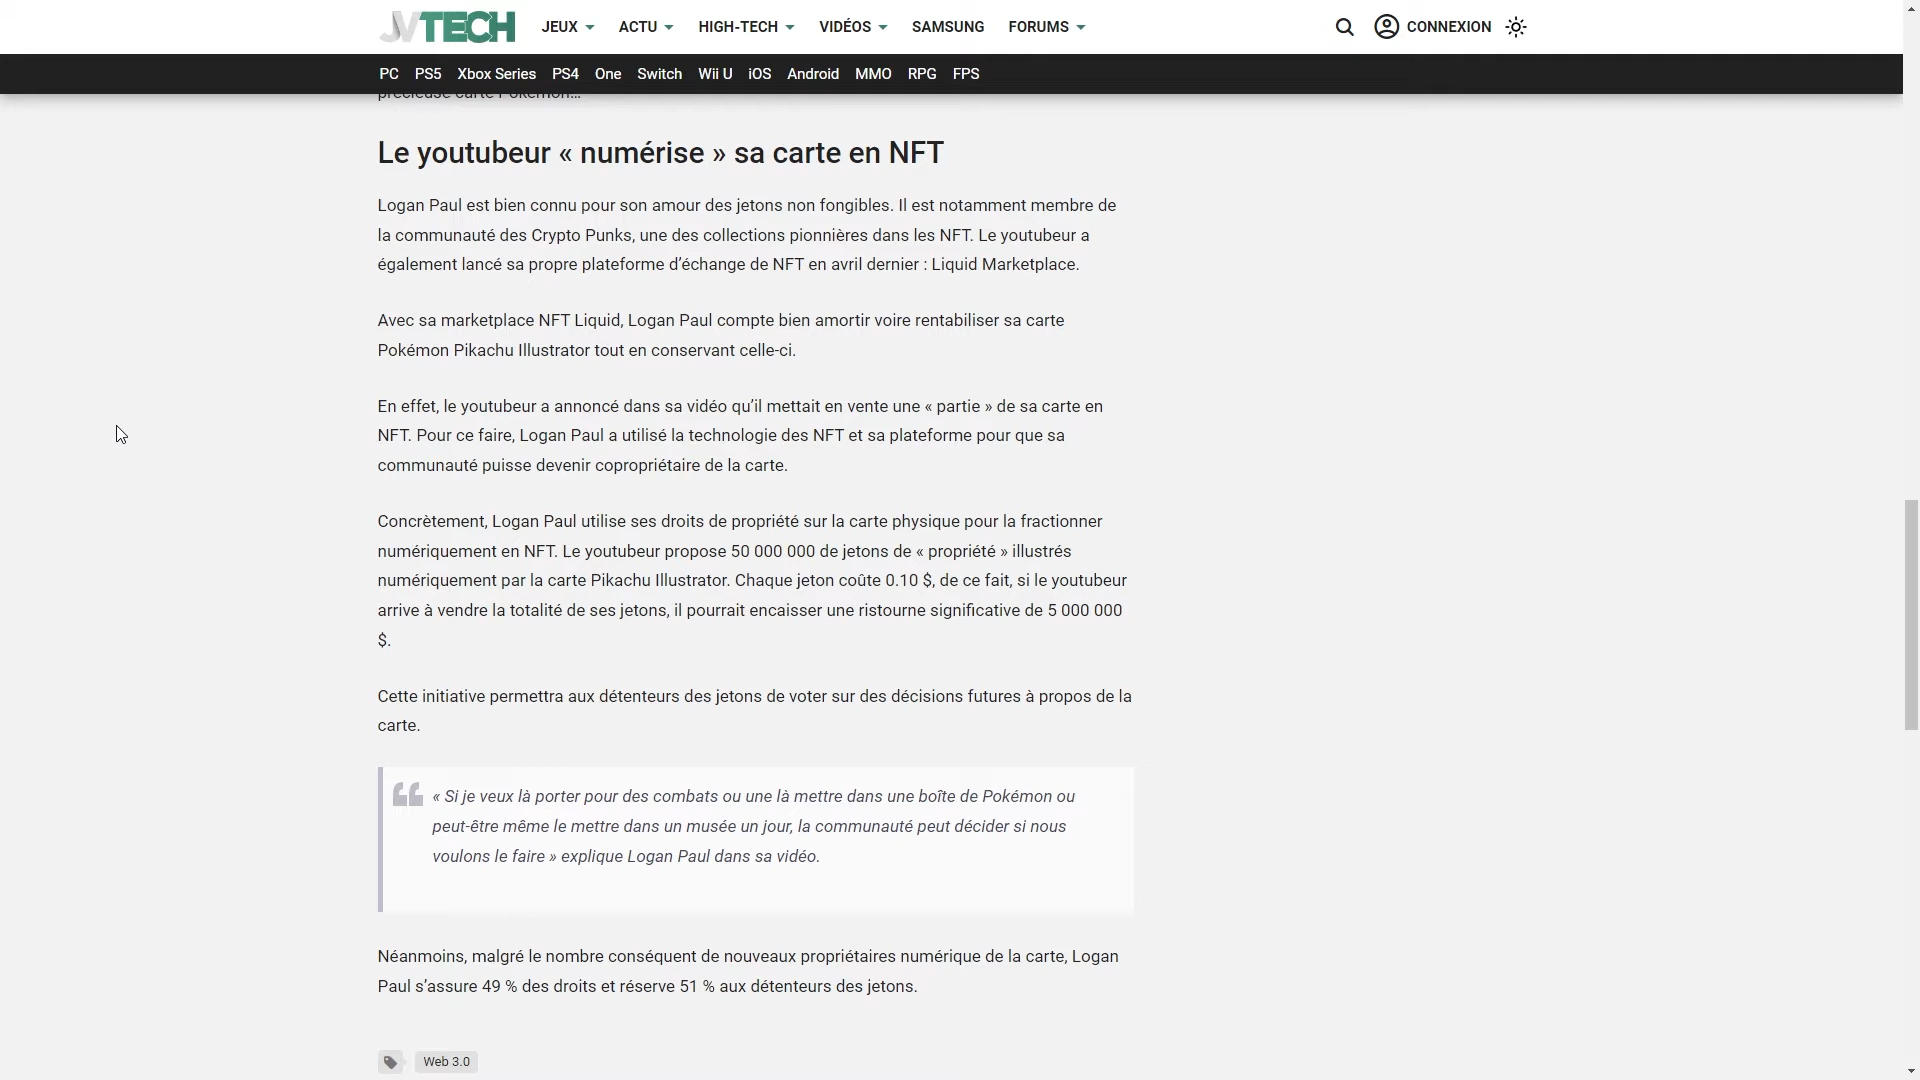 JVTECH
JEUX ACTU HIGH-TECH VIDÉOS SAMSUNG FORUMS CONNEXION
PC PS5 Xbox Series PS4 One Switch Wii U iOS Android MMO RPG FPS
précieuse carte Pokémon...
Le youtubeur « numérise » sa carte en NFT
Logan Paul est bien connu pour son amour des jetons non fongibles. Il est notamment membre de
la communauté des Crypto Punks, une des collections pionnières dans les NFT. Le youtubeur a
également lancé sa propre plateforme d’échange de NFT en avril dernier : Liquid Marketplace.
Avec sa marketplace NFT Liquid, Logan Paul compte bien amortir voire rentabiliser sa carte
Pokémon Pikachu Illustrator tout en conservant celle-ci.
En effet, le youtubeur a annoncé dans sa vidéo qu’il mettait en vente une « partie » de sa carte en
NFT. Pour ce faire, Logan Paul a utilisé la technologie des NFT et sa plateforme pour que sa
communauté puisse devenir copropriétaire de la carte.
Concrètement, Logan Paul utilise ses droits de propriété sur la carte physique pour la fractionner
numériquement en NFT. Le youtubeur propose 50 000 000 de jetons de « propriété » illustrés
numériquement par la carte Pikachu Illustrator. Chaque jeton coûte 0.10 $, de ce fait, si le youtubeur
arrive à vendre la totalité de ses jetons, il pourrait encaisser une ristourne significative de 5 000 000
$.
Cette initiative permettra aux détenteurs des jetons de voter sur des décisions futures à propos de la
carte.
« Si je veux là porter pour des combats ou une là mettre dans une boîte de Pokémon ou
peut-être même le mettre dans un musée un jour, la communauté peut décider si nous
voulons le faire » explique Logan Paul dans sa vidéo.
Néanmoins, malgré le nombre conséquent de nouveaux propriétaires numérique de la carte, Logan
Paul s’assure 49 % des droits et réserve 51 % aux détenteurs des jetons.
Web 3.0